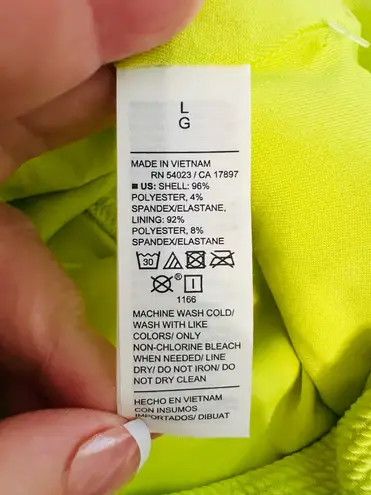 L
G
MADE IN VIETNAM
RN 54023 / CA 17897
■ US: SHELL: 96%
POLYESTER, 4%
SPANDEX/ELASTANE,
LINING: 92%
POLYESTER, 8%
SPANDEX/ELASTANE
30
®
1166
MACHINE WASH COLD/
WASH WITH LIKE
COLORS/ ONLY
NON-CHLORINE BLEACH
WHEN NEEDED/ LINE
DRY/ DO NOT IRON/ DO
NOT DRY CLEAN
HECHO EN VIETNAM
CON INSUMOS
IMPORTADOS/ DIBUAT